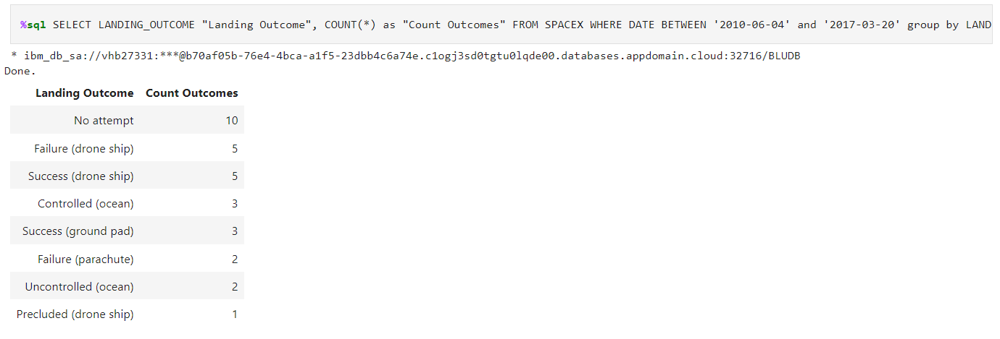 %sql SELECT LANDING_OUTCOME "Landing Outcome", COUNT(*) as "Count Outcomes" FROM SPACEX WHERE DATE BETWEEN '2010-06-04' and '2017-03-20' group by LAND
* ibm_db_sa://vhb27331:***@b70af05b-76e4-4bca-a1f5-23dbb4c6a74e.c1ogj3sd0tgtu0lqde00.databases.appdomain.cloud:32716/BLUDB
Done.
Landing Outcome Count Outcomes
No attempt 10
Failure (drone ship) 5
Success (drone ship) 5
Controlled (ocean) 3
Success (ground pad) 3
Failure (parachute) 2
Uncontrolled (ocean) 2
Precluded (drone ship) 1